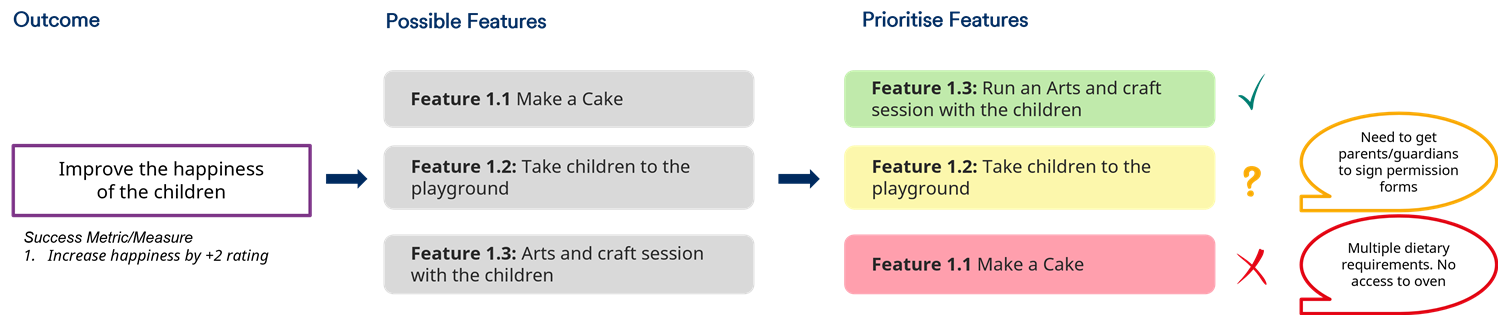 Outcome
Possible Features
Prioritise Features
Improve the happiness
of the children
Success Metric/Measure
1. Increase happiness by +2 rating
Feature 1.1 Make a Cake
Feature 1.2: Take children to the
playground
Feature 1.3: Arts and craft session
with the children
Feature 1.3: Run an Arts and craft
session with the children
Feature 1.2: Take children to the
playground
?
Need to get
parents/guardians
to sign permission
forms
Feature 1.1 Make a Cake
Multiple dietary
requirements. No
access to oven